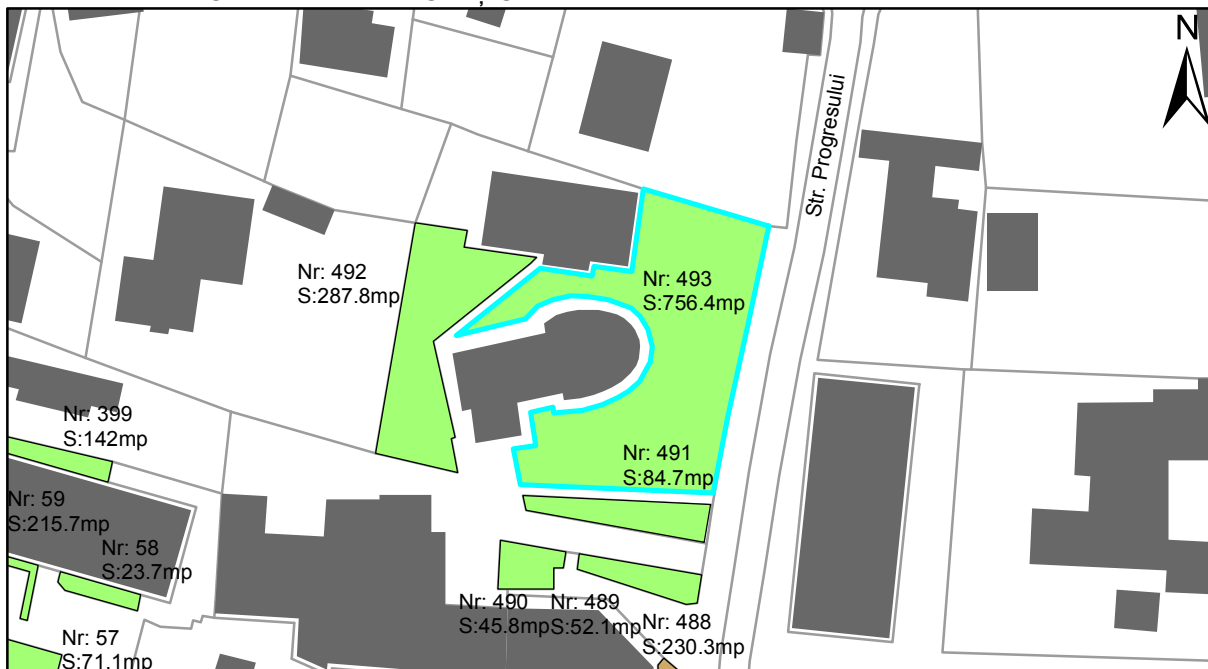 N
Str. Progresului
Nr: 492
S:287.8mp
Nr: 493
S:756.4mp
Nr: 399
S:142mp
Nr: 491
S:84.7mp
Nr: 59
S:215.7mp
Nr: 58
S:23.7mp
Nr: 490
S:45.8mp
Nr: 489
S:52.1mp
Nr: 488
S:230.3mp
Nr: 57
S:71.1mp